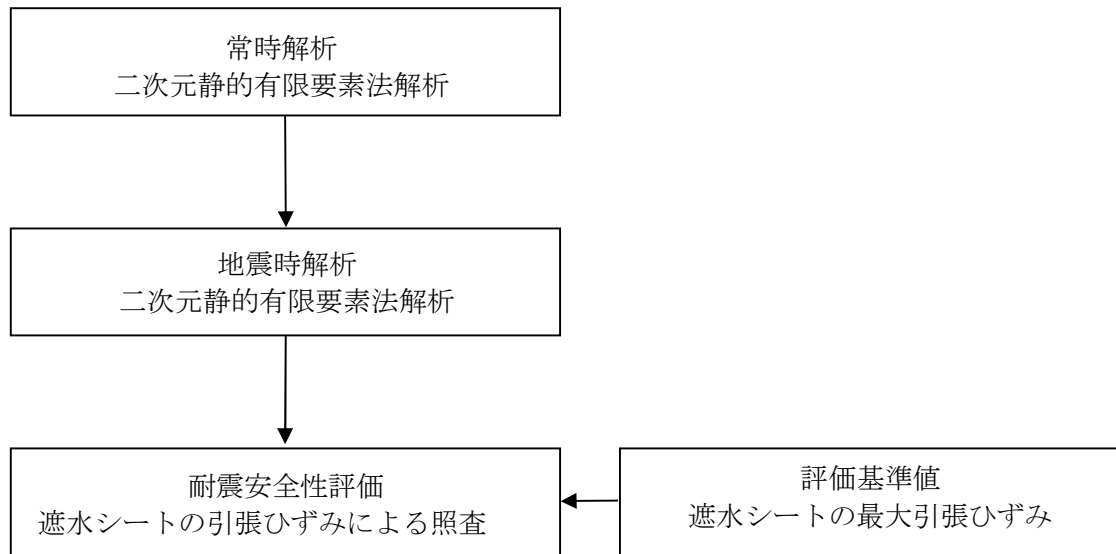 常時解析
二次元静的有限要素法解析
地震時解析
二次元静的有限要素法解析
耐震安全性評価
遮水シートの引張ひずみによる照査
評価基準値
遮水シートの最大引張ひずみ